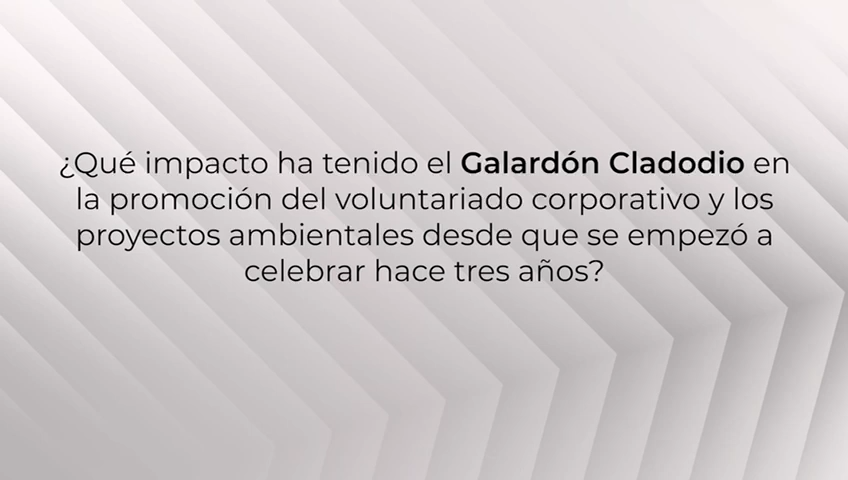 ¿Qué impacto ha tenido el Galardón Cladodio en
la promoción del voluntariado corporativo y los
proyectos ambientales desde que se empezó a
celebrar hace tres años?